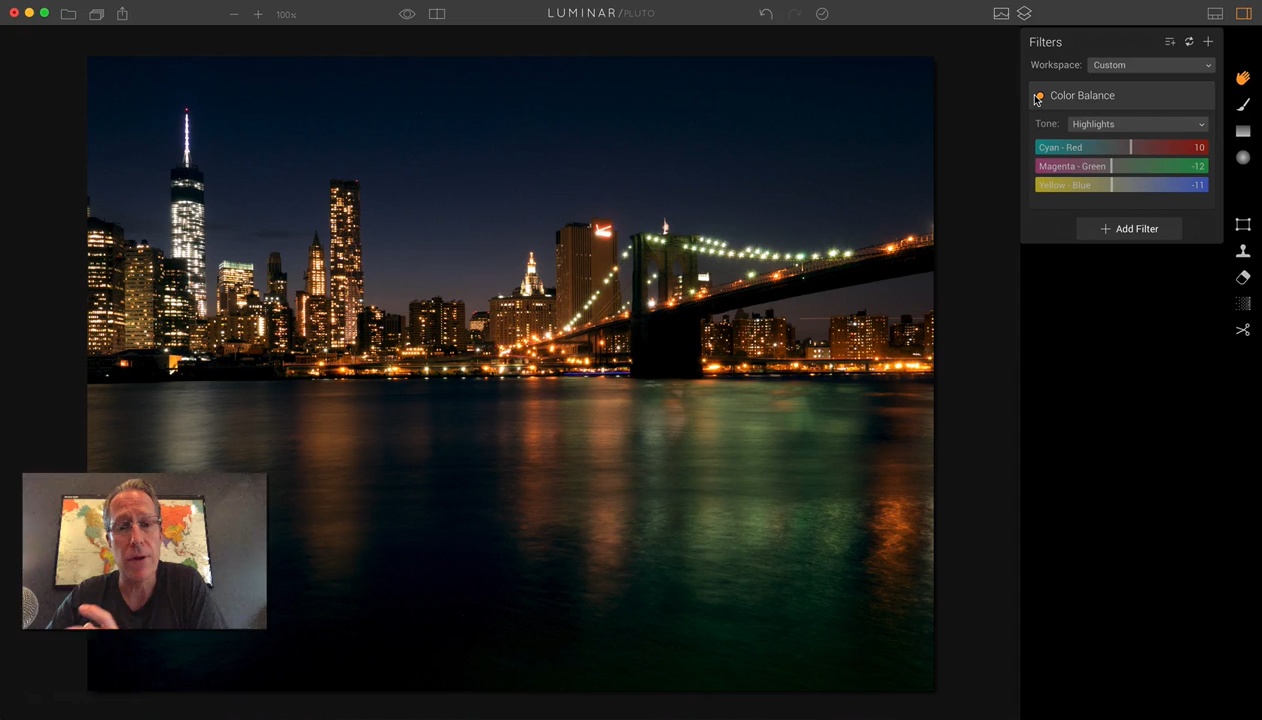 100%
LUMINAR/PLUTO
Filters
Workspace: Custom
Color Balance
Tone: Highlights
Cyan - Red 10
Magenta - Green -12
Yellow - Blue -11
+ Add Filter